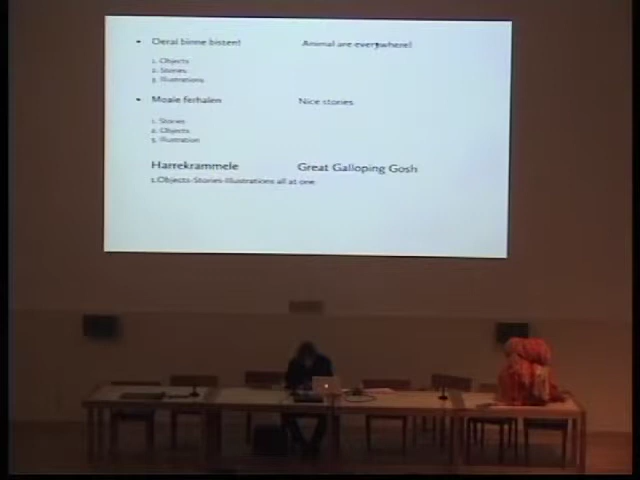 • Oeral binne bisten! Animal are everywhere!
1. Objects
2. Stories
3. Illustrations
• Moaie ferhalen Nice stories
1. Stories
2. Objects
3. Illustration
Harrekrammele Great Galloping Gosh
1.Objects-Stories-Illustrations all at one